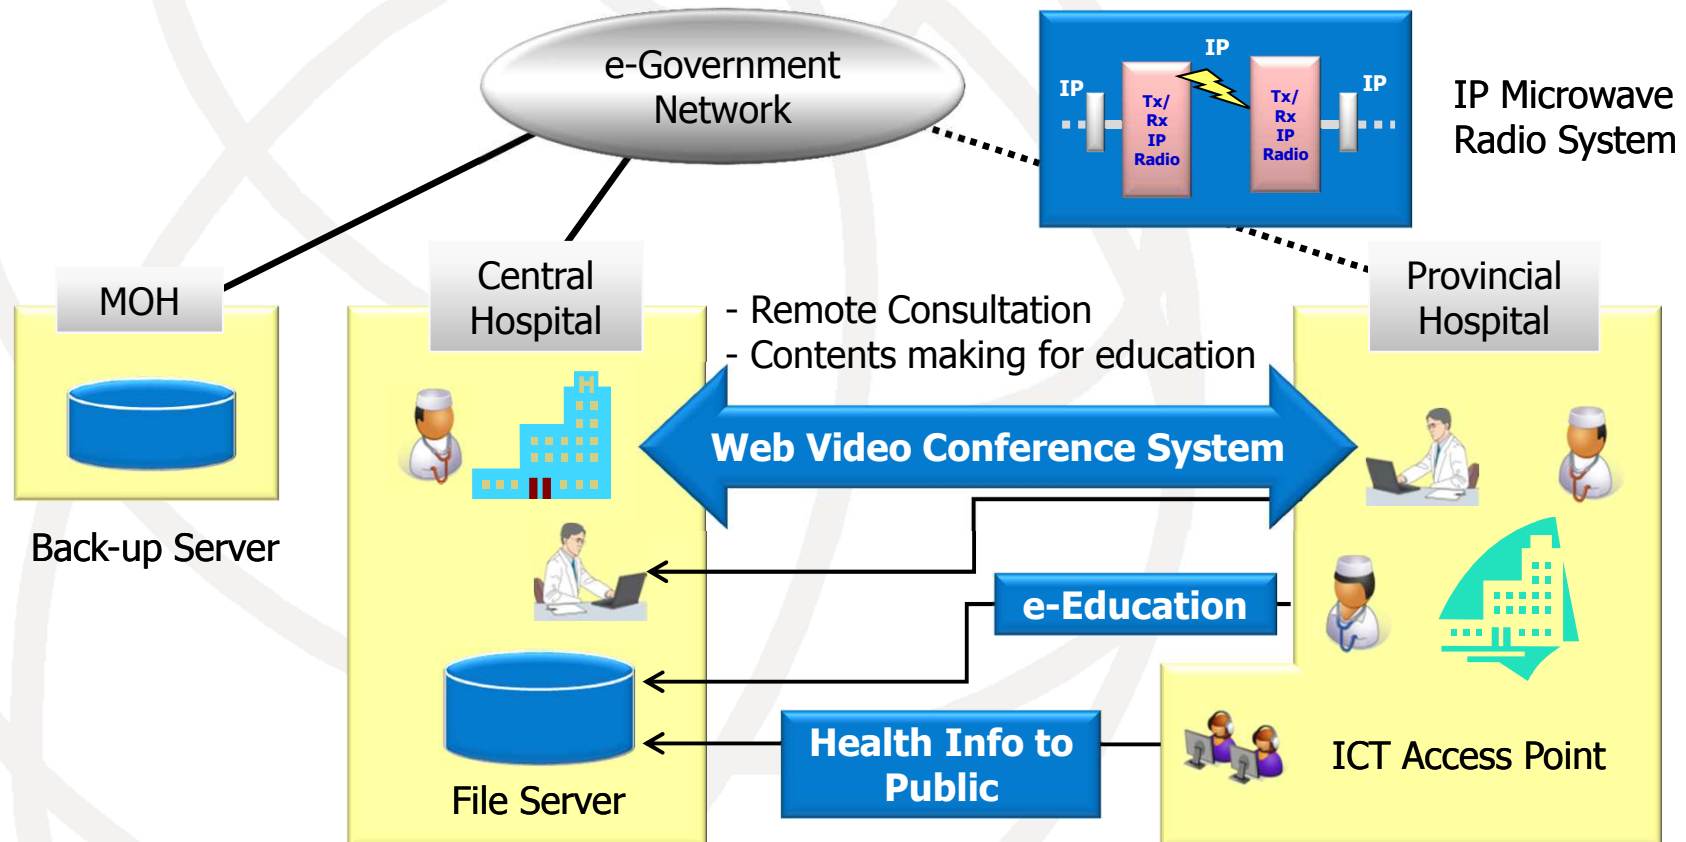 e-Government
Network
IP
IP
IP
Tx/
Rx
IP
Radio
Tx/
Rx
IP
Radio
IP Microwave
Radio System
MOH
Central
Hospital
Provincial
Hospital
- Remote Consultation
- Contents making for education
H
Web Video Conference System
Back-up Server
e-Education
Health Info to
Public
File Server
ICT Access Point